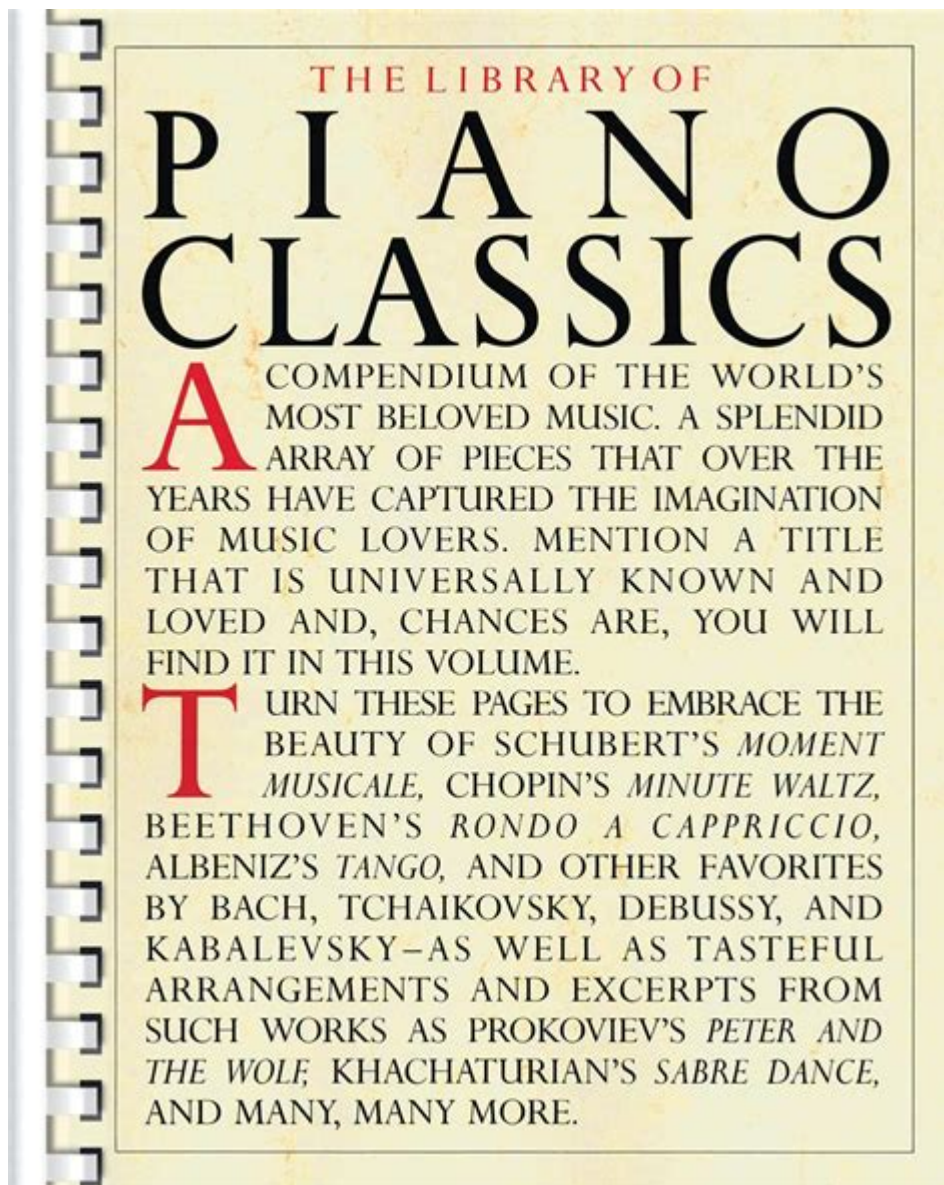 THE LIBRARY OF
PIANO
CLASSICS
A COMPENDIUM OF THE WORLD'S
MOST BELOVED MUSIC. A SPLENDID
ARRAY OF PIECES THAT OVER THE
YEARS HAVE CAPTURED THE IMAGINATION
OF MUSIC LOVERS. MENTION A TITLE
THAT IS UNIVERSALLY KNOWN AND
LOVED AND, CHANCES ARE, YOU WILL
FIND IT IN THIS VOLUME.
TURN THESE PAGES TO EMBRACE THE
BEAUTY OF SCHUBERT'S MOMENT
MUSICALE, CHOPIN'S MINUTE WALTZ,
BEETHOVEN'S RONDO A CAPPRICCIO,
ALBENIZ'S TANGO, AND OTHER FAVORITES
BY BACH, TCHAIKOVSKY, DEBUSSY, AND
KABALEVSKY–AS WELL AS TASTEFUL
ARRANGEMENTS AND EXCERPTS FROM
SUCH WORKS AS PROKOVIEV'S PETER AND
THE WOLF, KHACHATURIAN'S SABRE DANCE,
AND MANY, MANY MORE.